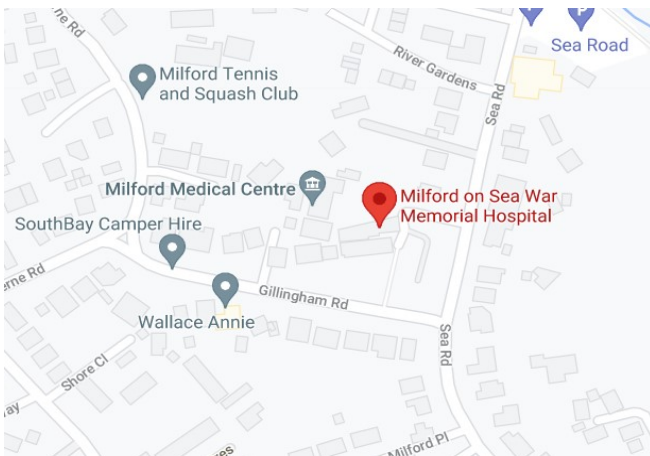 Sea Road
River Gardens
Milford Tennis
and Squash Club
Sea Rd
Milford Medical Centre
Milford on Sea War
Memorial Hospital
SouthBay Camper Hire
Gillingham Rd
Wallace Annie
Sea Rd
Shore Cl
Milford Pl